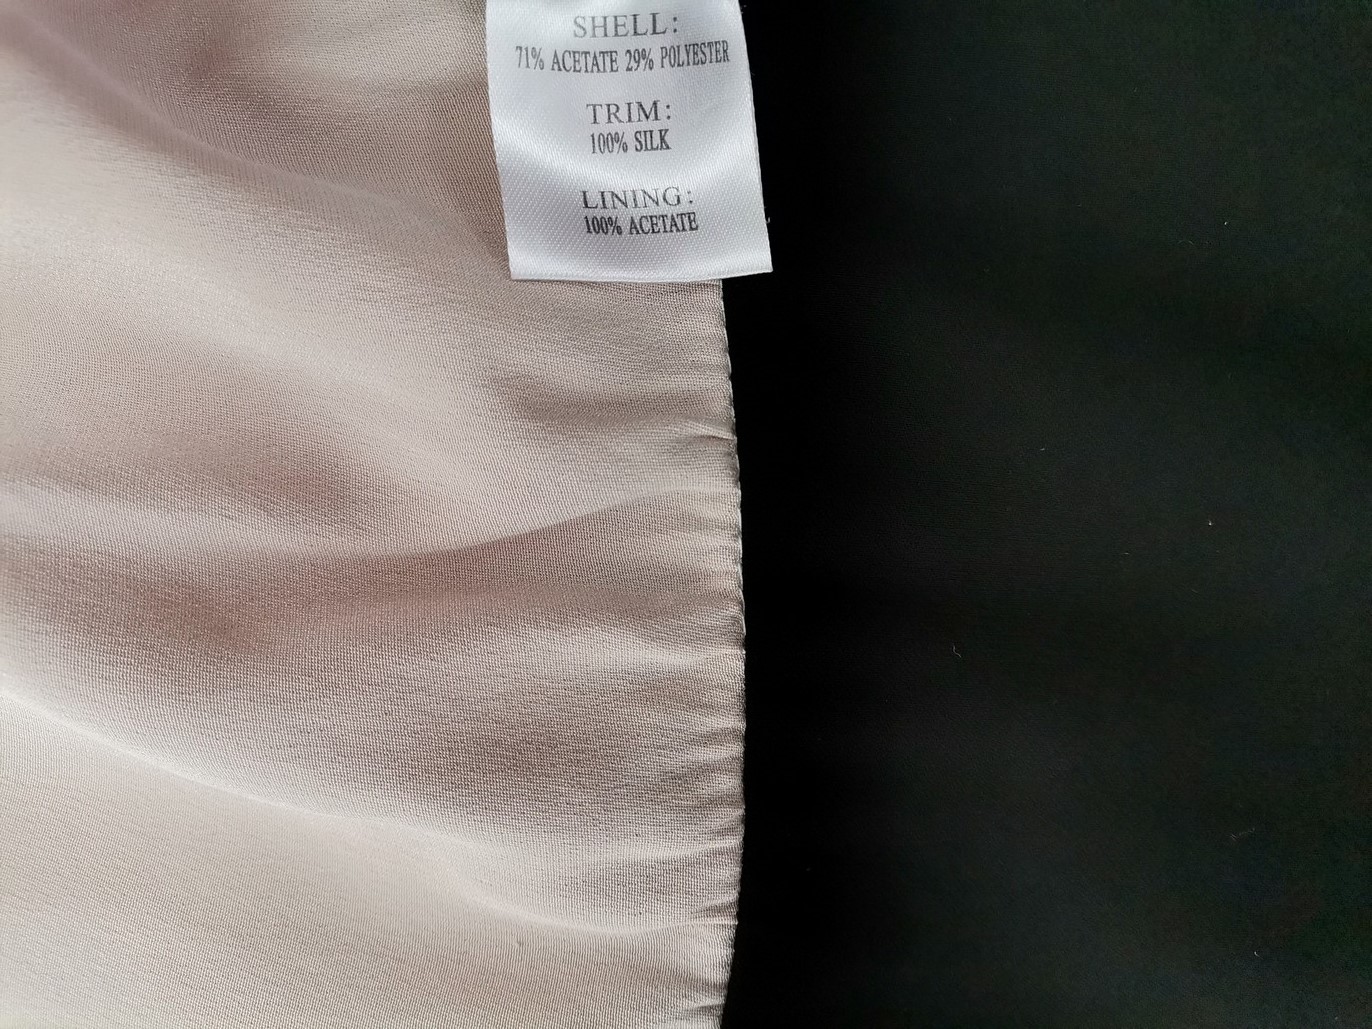 SHELL:
71% ACETATE 29% POLYESTER
TRIM:
100% SILK
LINING:
100% ACETATE